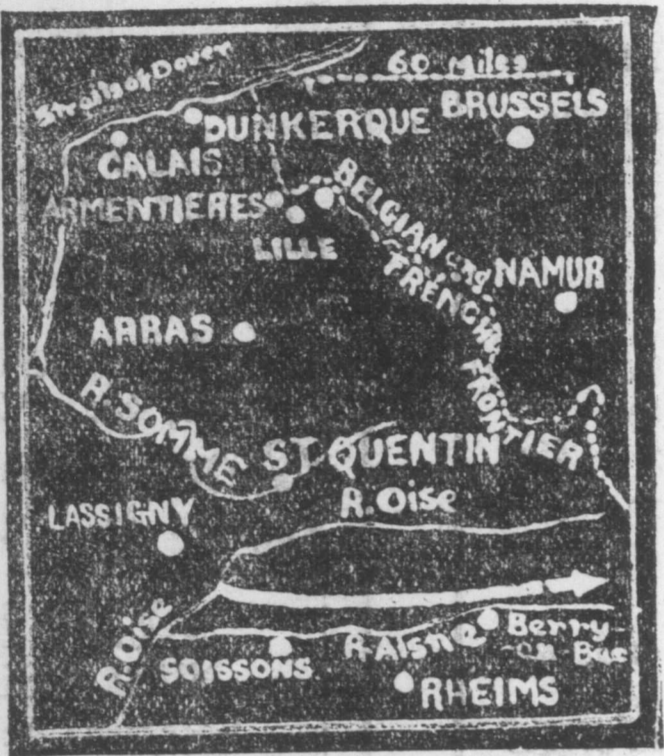 Straits of Dover
60 Miles
DUNKERQUE
BRUSSELS
CALAIS
ARMENTIERES
LILLE
BELGIAN and
FRENCH
FRONTIER
NAMUR
ARRAS
R. SOMME
ST QUENTIN
R. Oise
LASSIGNY
R. Oise
SOISSONS
R. Aisne
Berry-
-au-Bac
RHEIMS